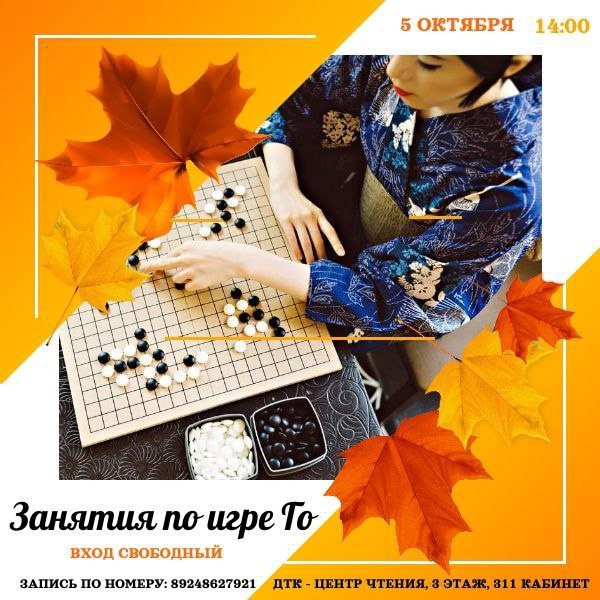 5 ОКТЯБРЯ 14:00
Занятия по игре Го
ВХОД СВОБОДНЫЙ
ЗАПИСЬ ПО НОМЕРУ: 89248627921 ДТК - ЦЕНТР ЧТЕНИЯ, 3 ЭТАЖ, 311 КАБИНЕТ